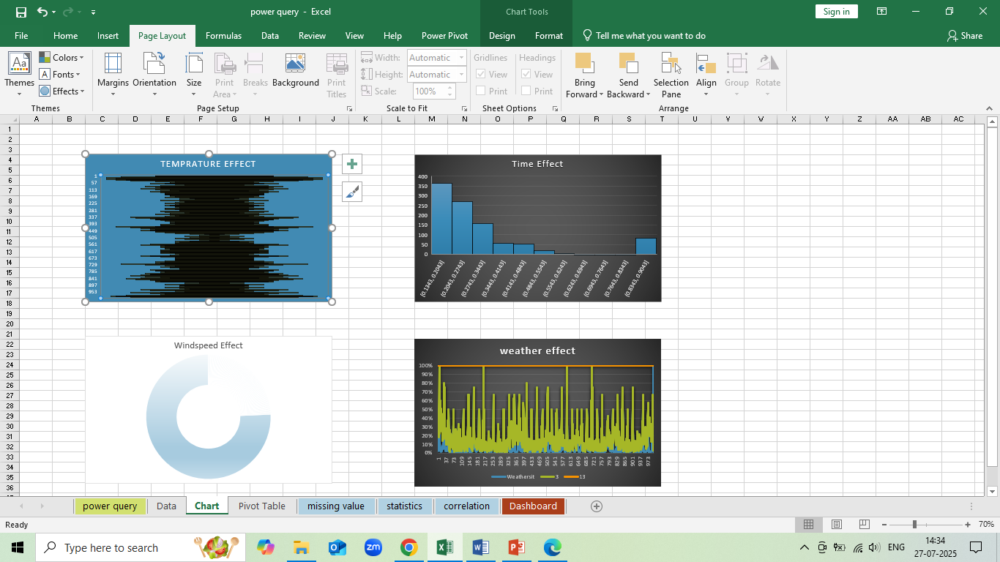 power query - Excel
Chart Tools
Sign in
File Home Insert Page Layout Formulas Data Review View Help Power Pivot Design Format Tell me what you want to do Share
Themes
Colors
Fonts
Effects
Themes
Margins
Orientation
Size
Print Area
Breaks
Background
Print Titles
Page Setup
Width: Automatic
Height: Automatic
Scale: 100%
Scale to Fit
Gridlines
View
Print
Headings
View
Print
Sheet Options
Bring Forward
Send Backward
Selection Pane
Align
Group
Rotate
Arrange
A B C D E F G H I J K L M N O P Q R S T U V W X Y Z AA AB AC
1
2
3
4
5
6
7
8
9
10
11
12
13
14
15
16
17
18
19
20
21
22
23
24
25
26
27
28
29
30
31
32
33
34
35
36
TEMPRATURE EFFECT
1
57
113
169
225
281
337
393
449
505
561
617
673
729
785
841
897
953
Time Effect
400
350
300
250
200
150
100
50
0
[0.1343, 0.2043]
(0.2043, 0.2743]
(0.2743, 0.3443]
(0.3443, 0.4143]
(0.4143, 0.4843]
(0.4843, 0.5543]
(0.5543, 0.6243]
(0.6243, 0.6943]
(0.6943, 0.7643]
(0.7643, 0.8343]
(0.8343, 0.9043]
Windspeed Effect
weather effect
100%
90%
80%
70%
60%
50%
40%
30%
20%
10%
0%
1 37 73 109 145 181 217 253 289 325 361 397 433 469 505 541 577 613 649 685 721 757 793 829 865 901 937 973
Weathersit 3 13
power query Data Chart Pivot Table missing value statistics correlation Dashboard
Ready
70%
Type here to search
zm
ENG
14:34
27-07-2025